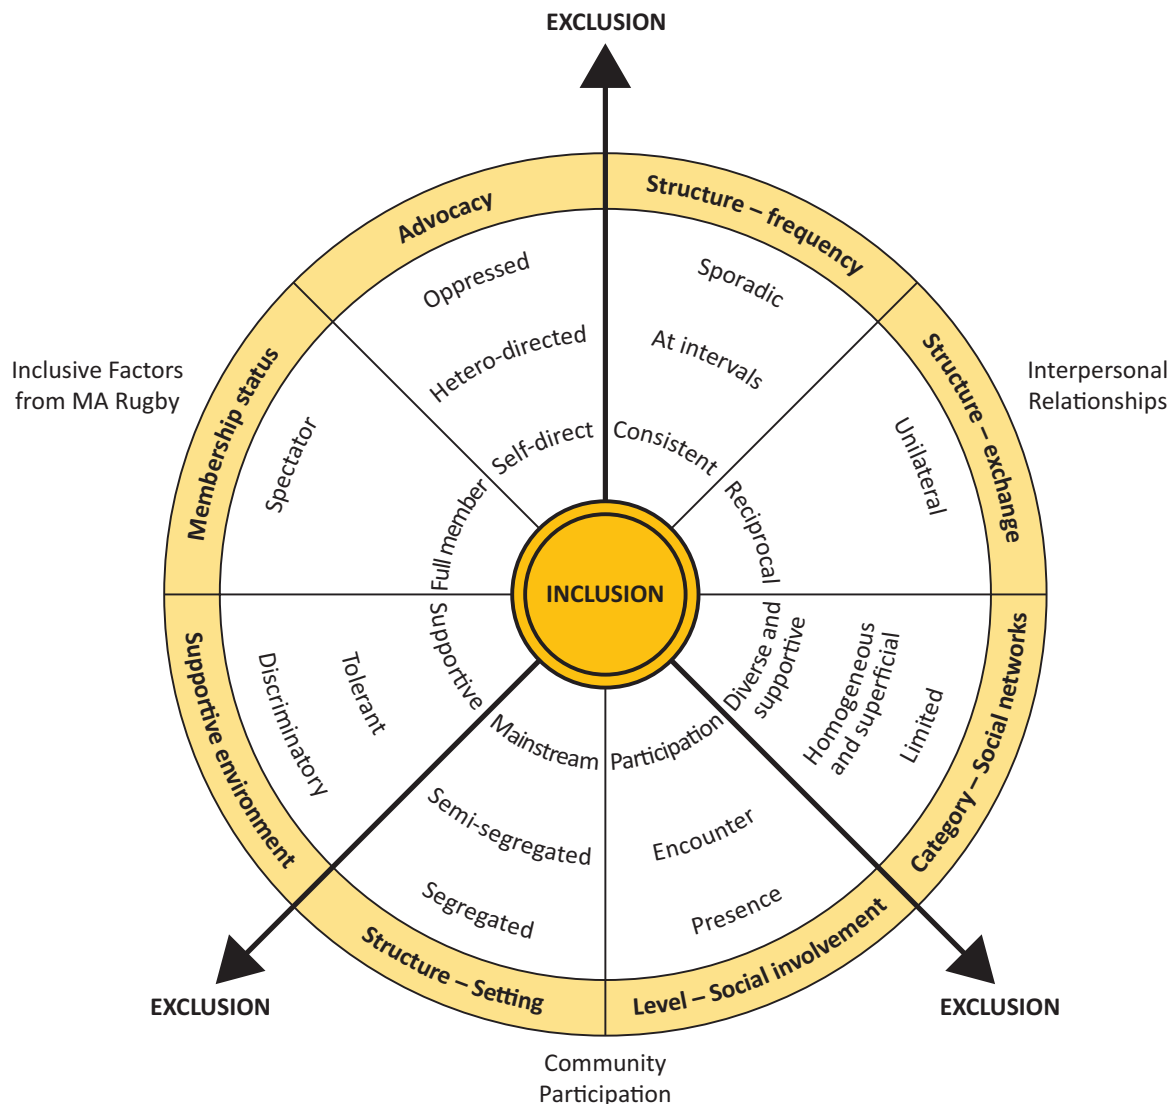 EXCLUSION
Advocacy
Structure – frequency
Oppressed
Sporadic
Hetero-directed
At intervals
Self-direct
Consistent
Inclusive Factors
from MA Rugby
Membership status
Spectator
Full member
Structure – exchange
Unilateral
Reciprocal
Interpersonal
Relationships
INCLUSION
Supportive environment
Discriminatory
Tolerant
Supportive
Diverse and
supportive
Homogeneous
and superficial
Limited
Category – Social networks
Mainstream
Participation
Semi-segregated
Encounter
Segregated
Presence
Structure – Setting
Level – Social involvement
EXCLUSION
EXCLUSION
Community
Participation